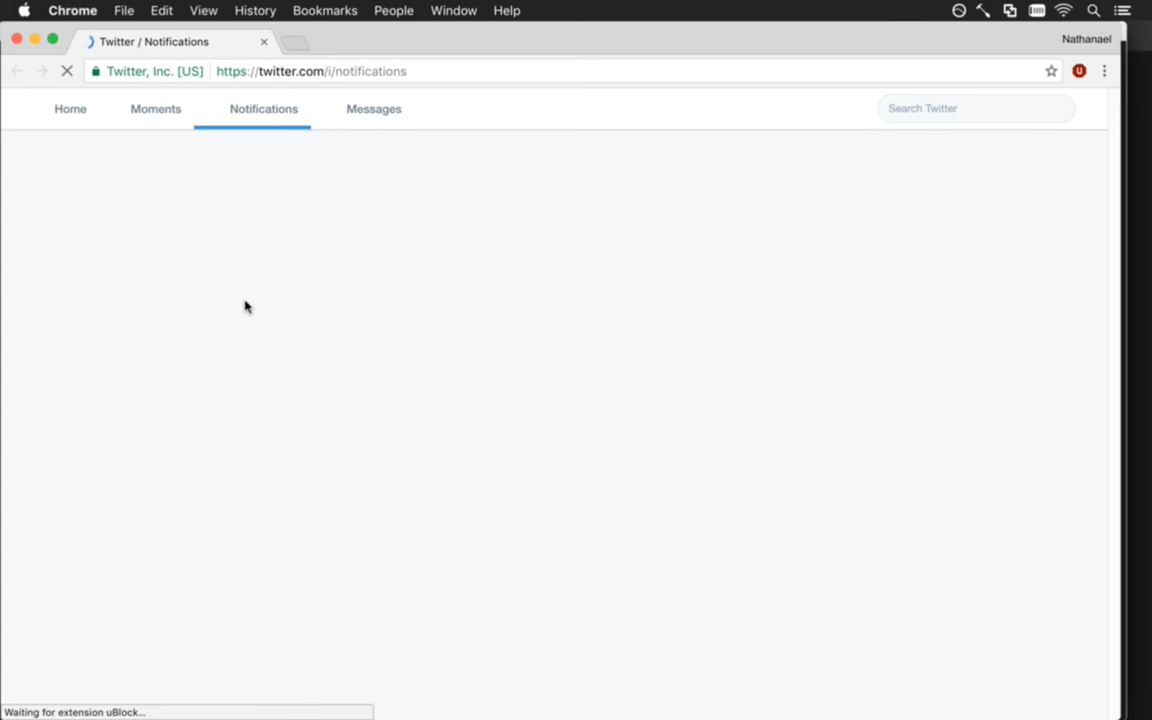 Chrome File Edit View History Bookmarks People Window Help
Twitter / Notifications
Nathanael
Twitter, Inc. [US] https://twitter.com/i/notifications
Home Moments Notifications Messages Search Twitter
Waiting for extension uBlock...